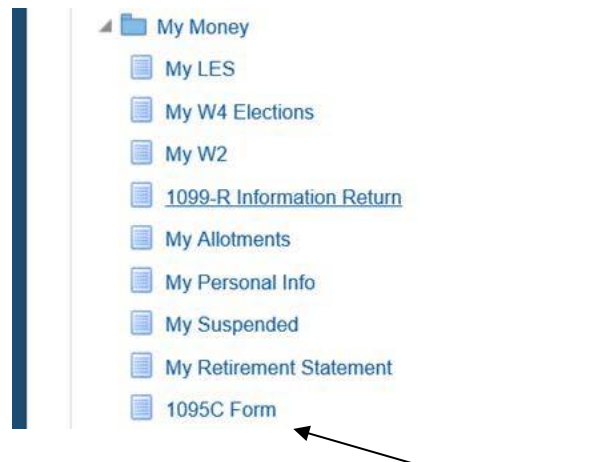 My Money
My LES
My W4 Elections
My W2
1099-R Information Return
My Allotments
My Personal Info
My Suspended
My Retirement Statement
1095C Form